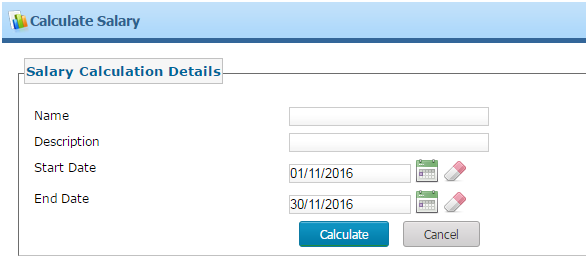 Calculate Salary
Salary Calculation Details
Name
Description
Start Date 01/11/2016
End Date 30/11/2016
Calculate Cancel